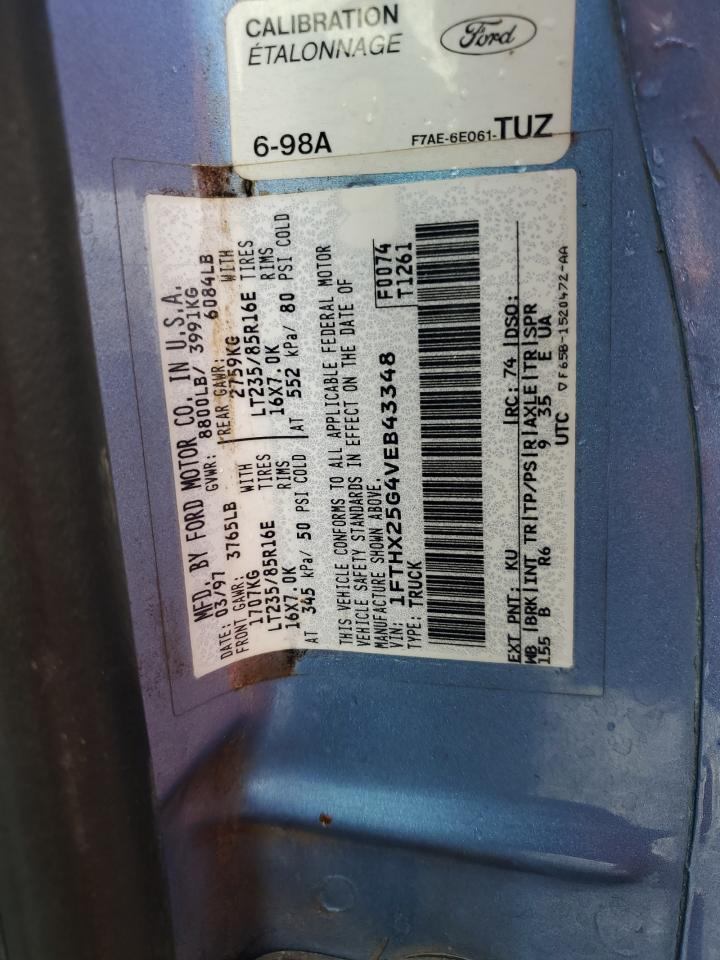 CALIBRATION
ÉTALONNAGE
Ford
6-98A
F7AE-6E061-TUZ
MFD. BY FORD MOTOR CO. IN U.S.A.
DATE: 03/97 GVWR: 8800LB/ 3991KG
FRONT GAWR: 3765LB REAR GAWR: 6084LB
1707KG WITH 2759KG WITH
LT235/85R16E TIRES LT235/85R16E TIRES
16X7.0K RIMS 16X7.0K RIMS
AT 345 kPa/ 50 PSI COLD AT 552 kPa/ 80 PSI COLD
THIS VEHICLE CONFORMS TO ALL APPLICABLE FEDERAL MOTOR
VEHICLE SAFETY STANDARDS IN EFFECT ON THE DATE OF
MANUFACTURE SHOWN ABOVE.
VIN: 1FTHX25G4VEB43348 F0074
TYPE: TRUCK T1261
EXT PNT: KU RC: 74 DSO:
WB BRK INT TR TP/PS R AXLE TR SPR
155 B R6 9 35 E UA
UTC ▽F65B-1520472-AA